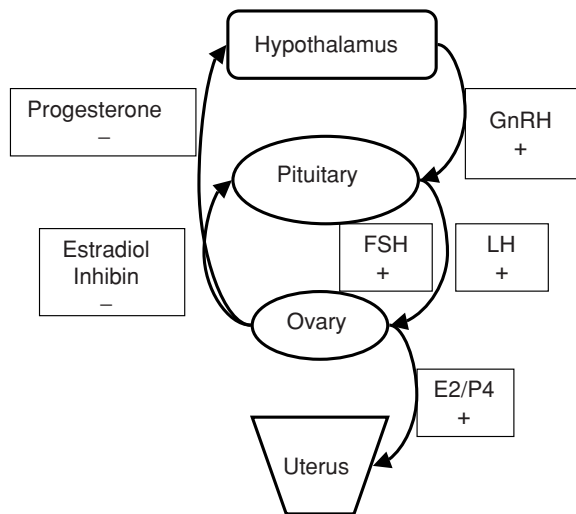 Hypothalamus
Progesterone
–
GnRH
+
Pituitary
Estradiol
Inhibin
–
FSH
+
LH
+
Ovary
E2/P4
+
Uterus